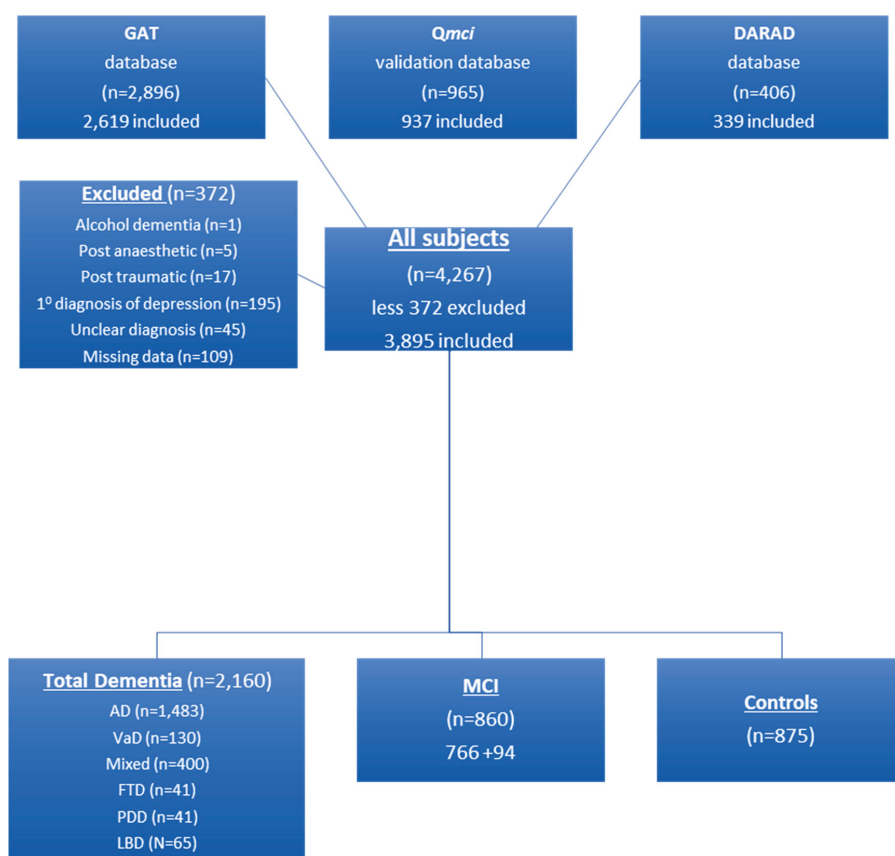 GAT
database
(n=2,896)
2,619 included
Qmci
validation database
(n=965)
937 included
DARAD
database
(n=406)
339 included
Excluded (n=372)
Alcohol dementia (n=1)
Post anaesthetic (n=5)
Post traumatic (n=17)
1⁰ diagnosis of depression (n=195)
Unclear diagnosis (n=45)
Missing data (n=109)
All subjects
(n=4,267)
less 372 excluded
3,895 included
Total Dementia (n=2,160)
AD (n=1,483)
VaD (n=130)
Mixed (n=400)
FTD (n=41)
PDD (n=41)
LBD (N=65)
MCI
(n=860)
766 +94
Controls
(n=875)